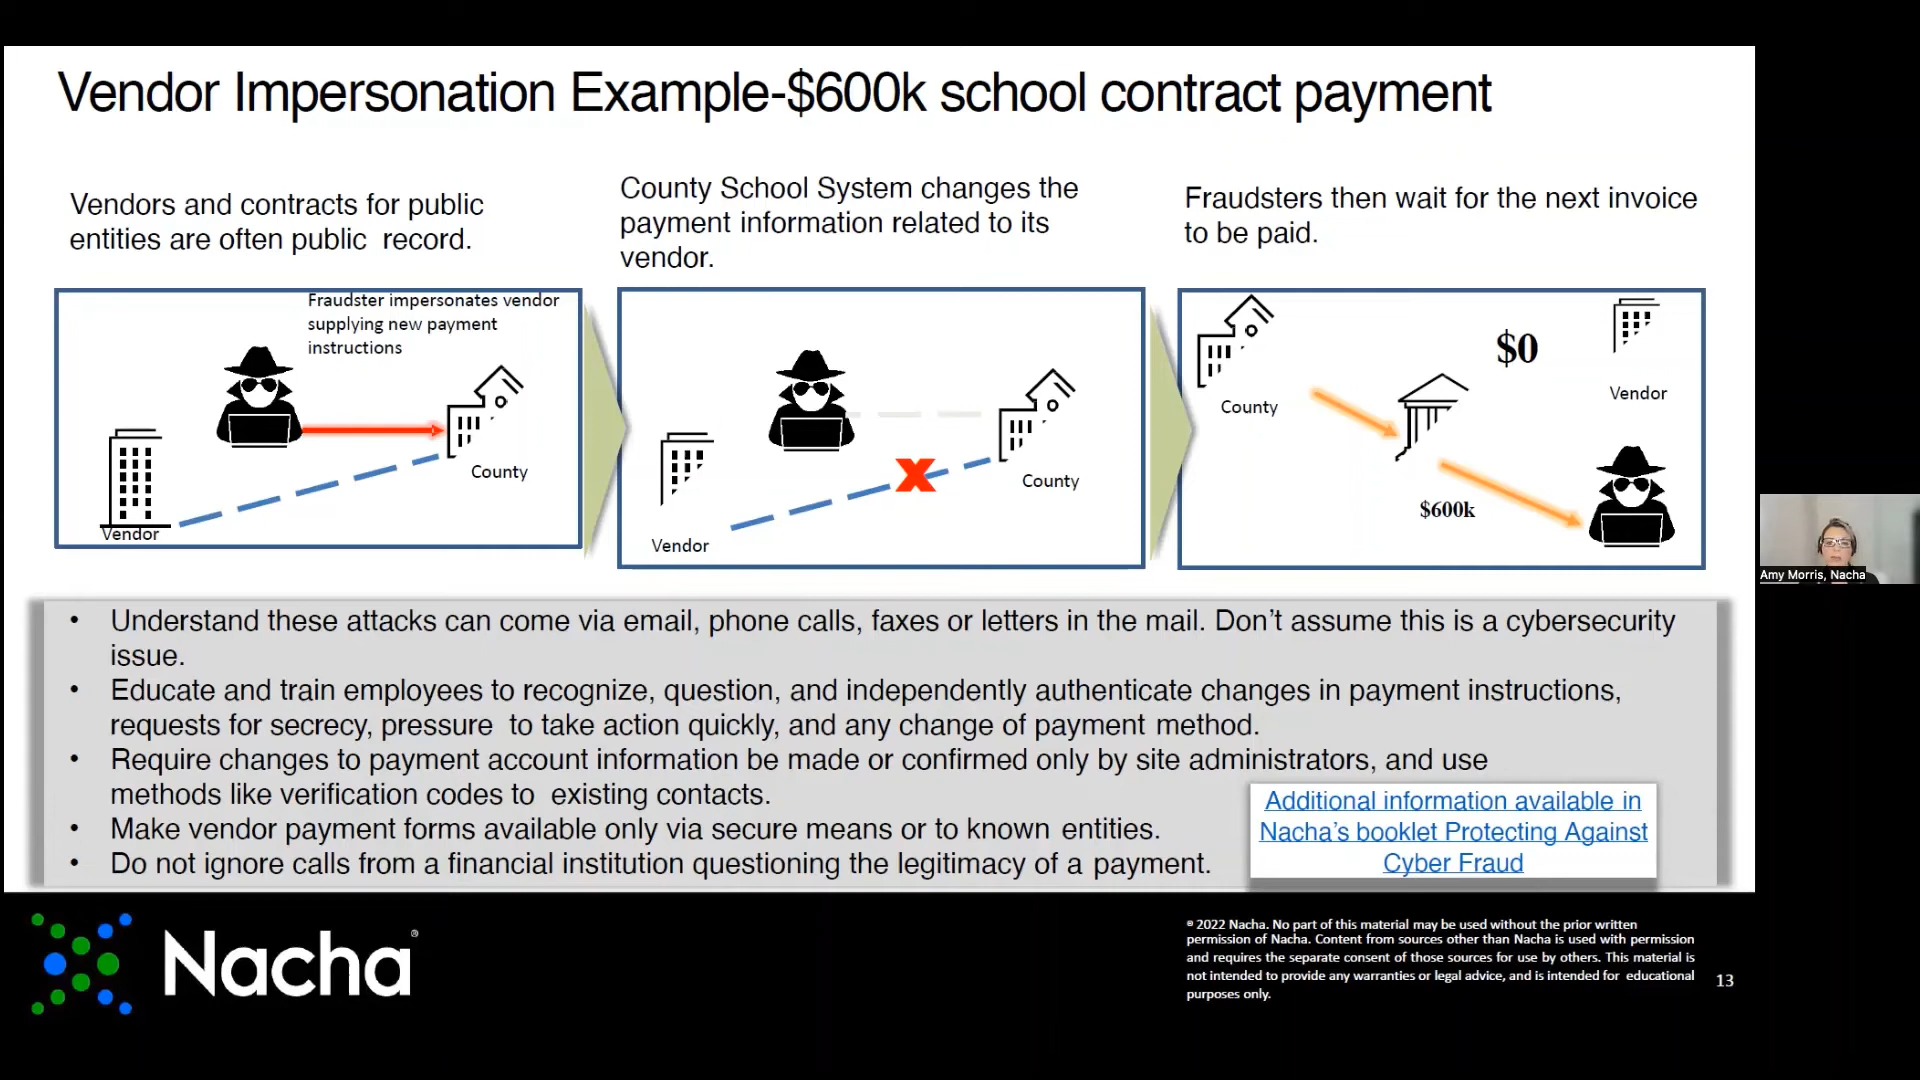 Vendor Impersonation Example-$600k school contract payment
Vendors and contracts for public
entities are often public record.
County School System changes the
payment information related to its
vendor.
Fraudsters then wait for the next invoice
to be paid.
Fraudster impersonates vendor
supplying new payment
instructions
County
Vendor
X
County
Vendor
County
$0
Vendor
$600k
• Understand these attacks can come via email, phone calls, faxes or letters in the mail. Don’t assume this is a cybersecurity
issue.
• Educate and train employees to recognize, question, and independently authenticate changes in payment instructions,
requests for secrecy, pressure to take action quickly, and any change of payment method.
• Require changes to payment account information be made or confirmed only by site administrators, and use
methods like verification codes to existing contacts.
• Make vendor payment forms available only via secure means or to known entities.
• Do not ignore calls from a financial institution questioning the legitimacy of a payment.
Additional information available in
Nacha’s booklet Protecting Against
Cyber Fraud
Amy Morris, Nacha
Nacha®
© 2022 Nacha. No part of this material may be used without the prior written
permission of Nacha. Content from sources other than Nacha is used with permission
and requires the separate consent of those sources for use by others. This material is
not intended to provide any warranties or legal advice, and is intended for educational
purposes only.
13